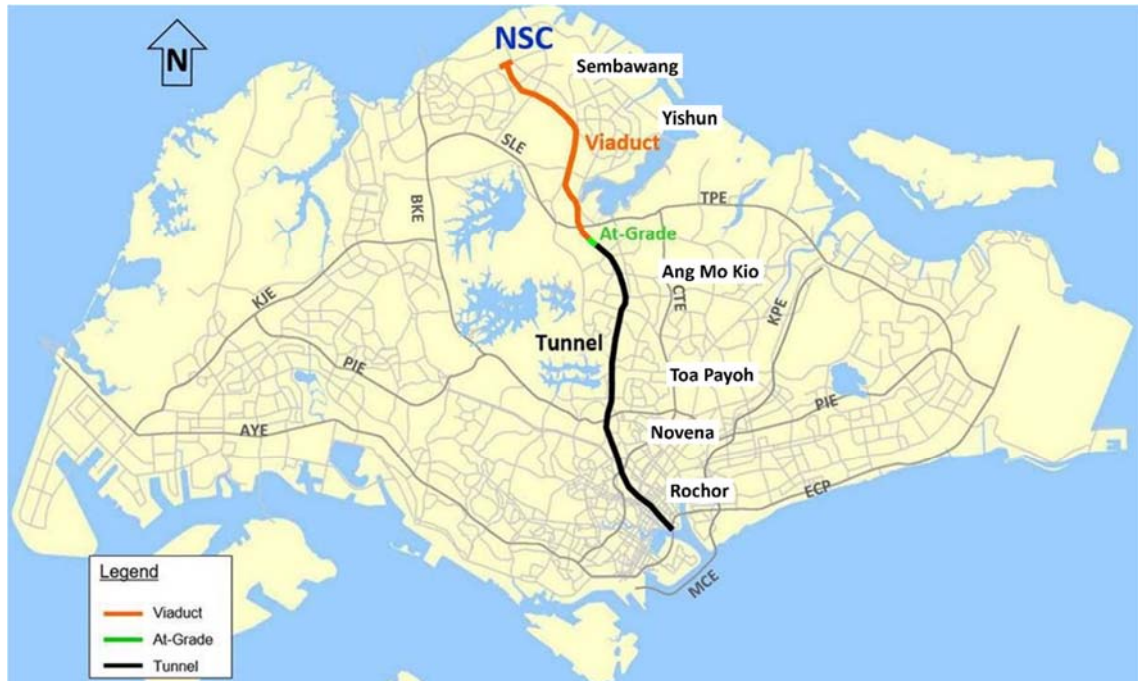 NSC
N
Sembawang
Yishun
Viaduct
SLE
BKE
TPE
At-Grade
Ang Mo Kio
CTE
KJE
KPE
Tunnel
PIE
Toa Payoh
PIE
AYE
Novena
Rochor
ECP
MCE
Legend
Viaduct
At-Grade
Tunnel